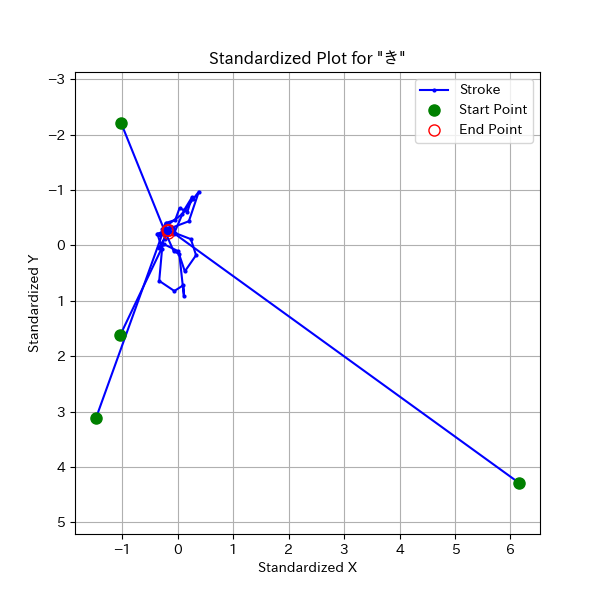 Standardized Plot for "き"
Stroke
Start Point
End Point
−3
−2
−1
0
1
2
3
4
5
Standardized Y
−1
0
1
2
3
4
5
6
Standardized X